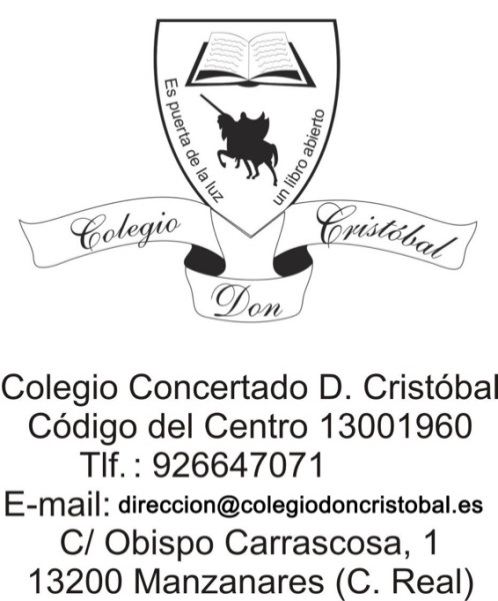 Es puerta de la luz
un libro abierto
Colegio
Don
Cristóbal
Colegio Concertado D. Cristóbal
Código del Centro 13001960
Tlf. : 926647071
E-mail: direccion@colegiodoncristobal.es
C/ Obispo Carrascosa, 1
13200 Manzanares (C. Real)